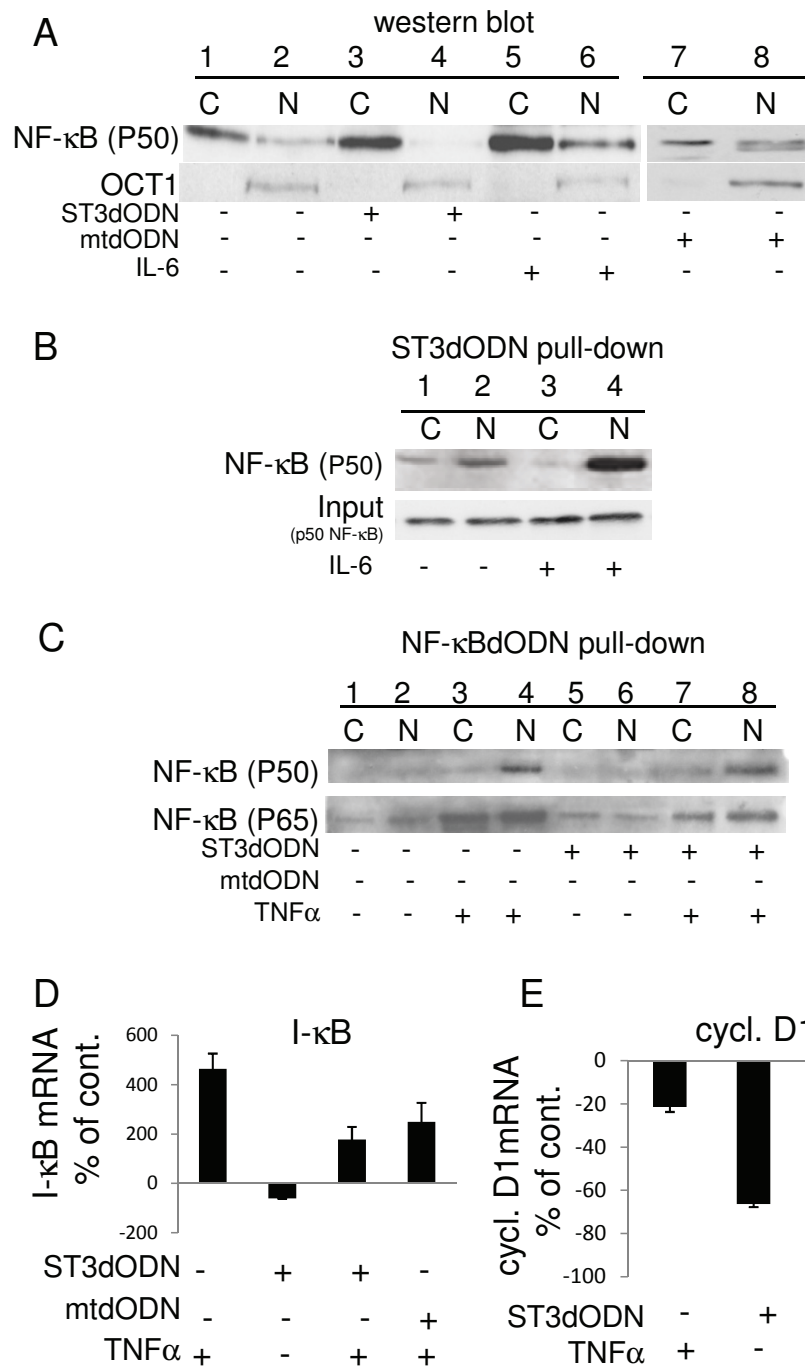 A
western blot
1 2 3 4 5 6 7 8
C N C N C N C N
NF-κB (P50)
OCT1
ST3dODN - - + + - - - -
mtdODN - - - - - - + +
IL-6 - - - - + + - -
B
ST3dODN pull-down
1 2 3 4
C N C N
NF-κB (P50)
Input
(p50 NF-κB)
IL-6 - - + +
C
NF-κBdODN pull-down
1 2 3 4 5 6 7 8
C N C N C N C N
NF-κB (P50)
NF-κB (P65)
ST3dODN - - - - + + + +
mtdODN - - - - - - - -
TNFα - - + + - - + +
D
I-κB
I-κB mRNA
% of cont.
600
400
200
0
-200
ST3dODN - + + -
mtdODN - - - +
TNFα + - + +
E
cycl. D1
cycl. D1mRNA
% of cont.
0
-20
-40
-60
-80
-100
ST3dODN - +
TNFα + -